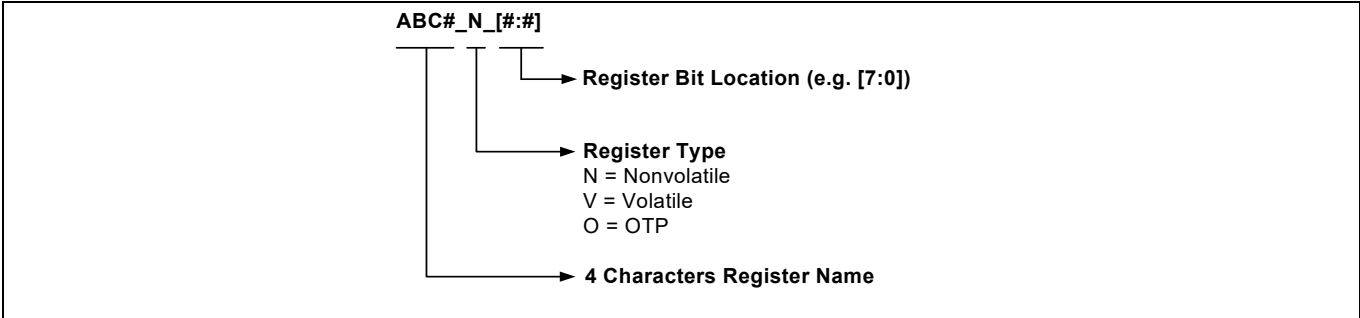 ABC#_N_[#:#]
Register Bit Location (e.g. [7:0])
Register Type
N = Nonvolatile
V = Volatile
O = OTP
4 Characters Register Name